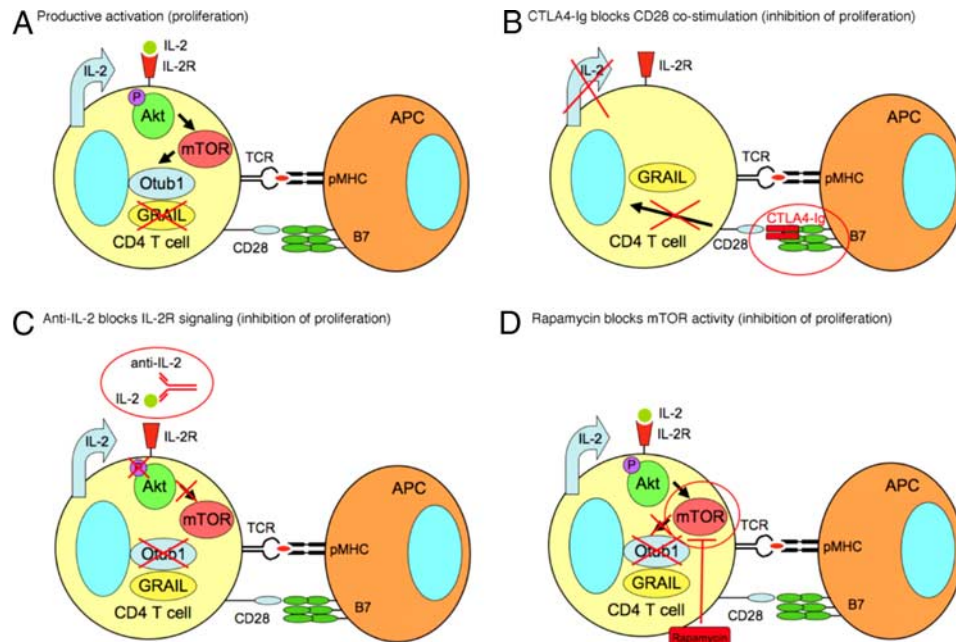 A Productive activation (proliferation)
IL-2
IL-2R
IL-2
P
Akt
mTOR
APC
TCR
Otub1
pMHC
GRAIL
CD4 T cell
B7
CD28
B CTLA4-Ig blocks CD28 co-stimulation (inhibition of proliferation)
IL-2
IL-2R
APC
TCR
GRAIL
pMHC
CTLA4-Ig
CD4 T cell
B7
CD28
C Anti-IL-2 blocks IL-2R signaling (inhibition of proliferation)
anti-IL-2
IL-2
IL-2R
IL-2
P
Akt
APC
mTOR
TCR
Otub1
pMHC
GRAIL
CD4 T cell
B7
CD28
D Rapamycin blocks mTOR activity (inhibition of proliferation)
IL-2
IL-2R
IL-2
P
Akt
APC
mTOR
TCR
Otub1
pMHC
GRAIL
CD4 T cell
B7
CD28
Rapamycin